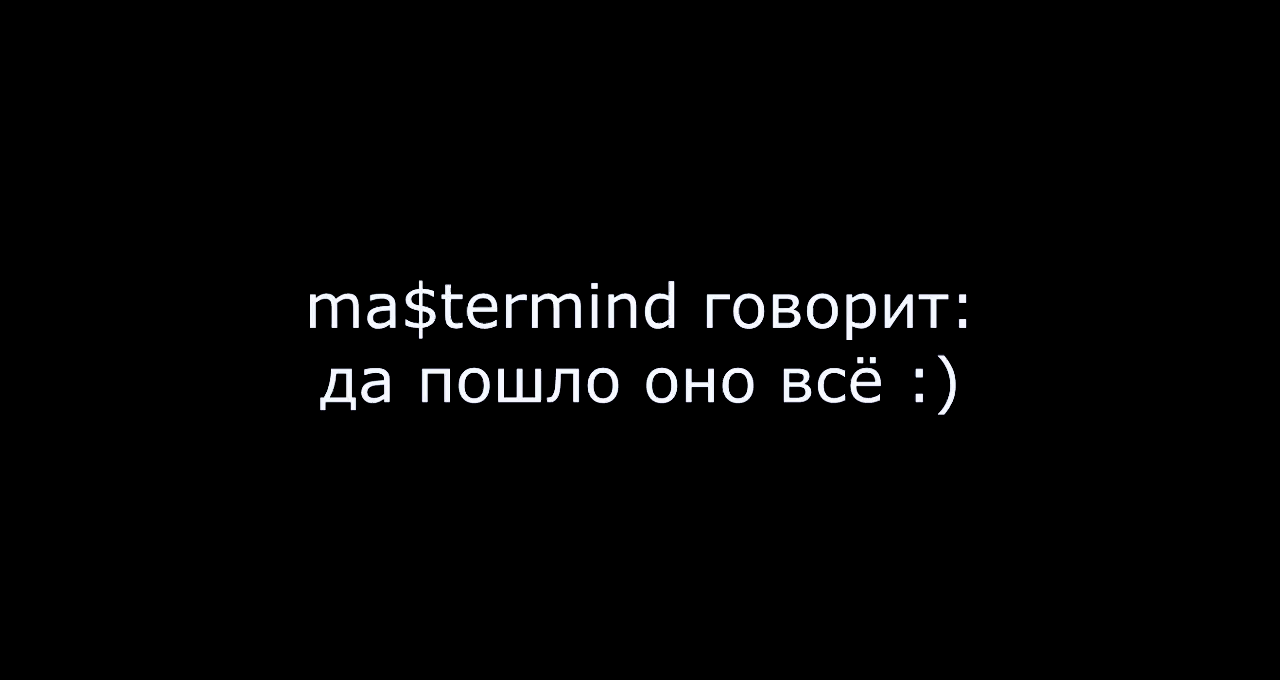 ma$termind говорит:
да пошло оно всё :)